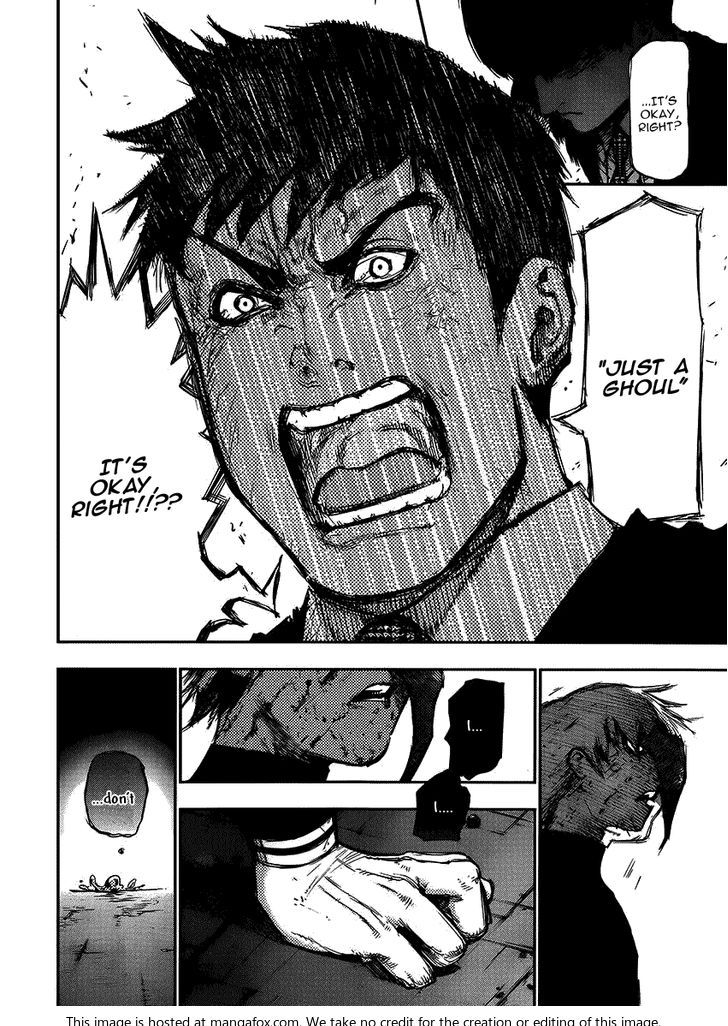 ...IT'S
OKAY,
RIGHT?
"JUST A
GHOUL"
IT'S
OKAY,
RIGHT!!??
I...
I...
...don't
This image is hosted at mangafox.com. We take no credit for the creation or editing of this image.